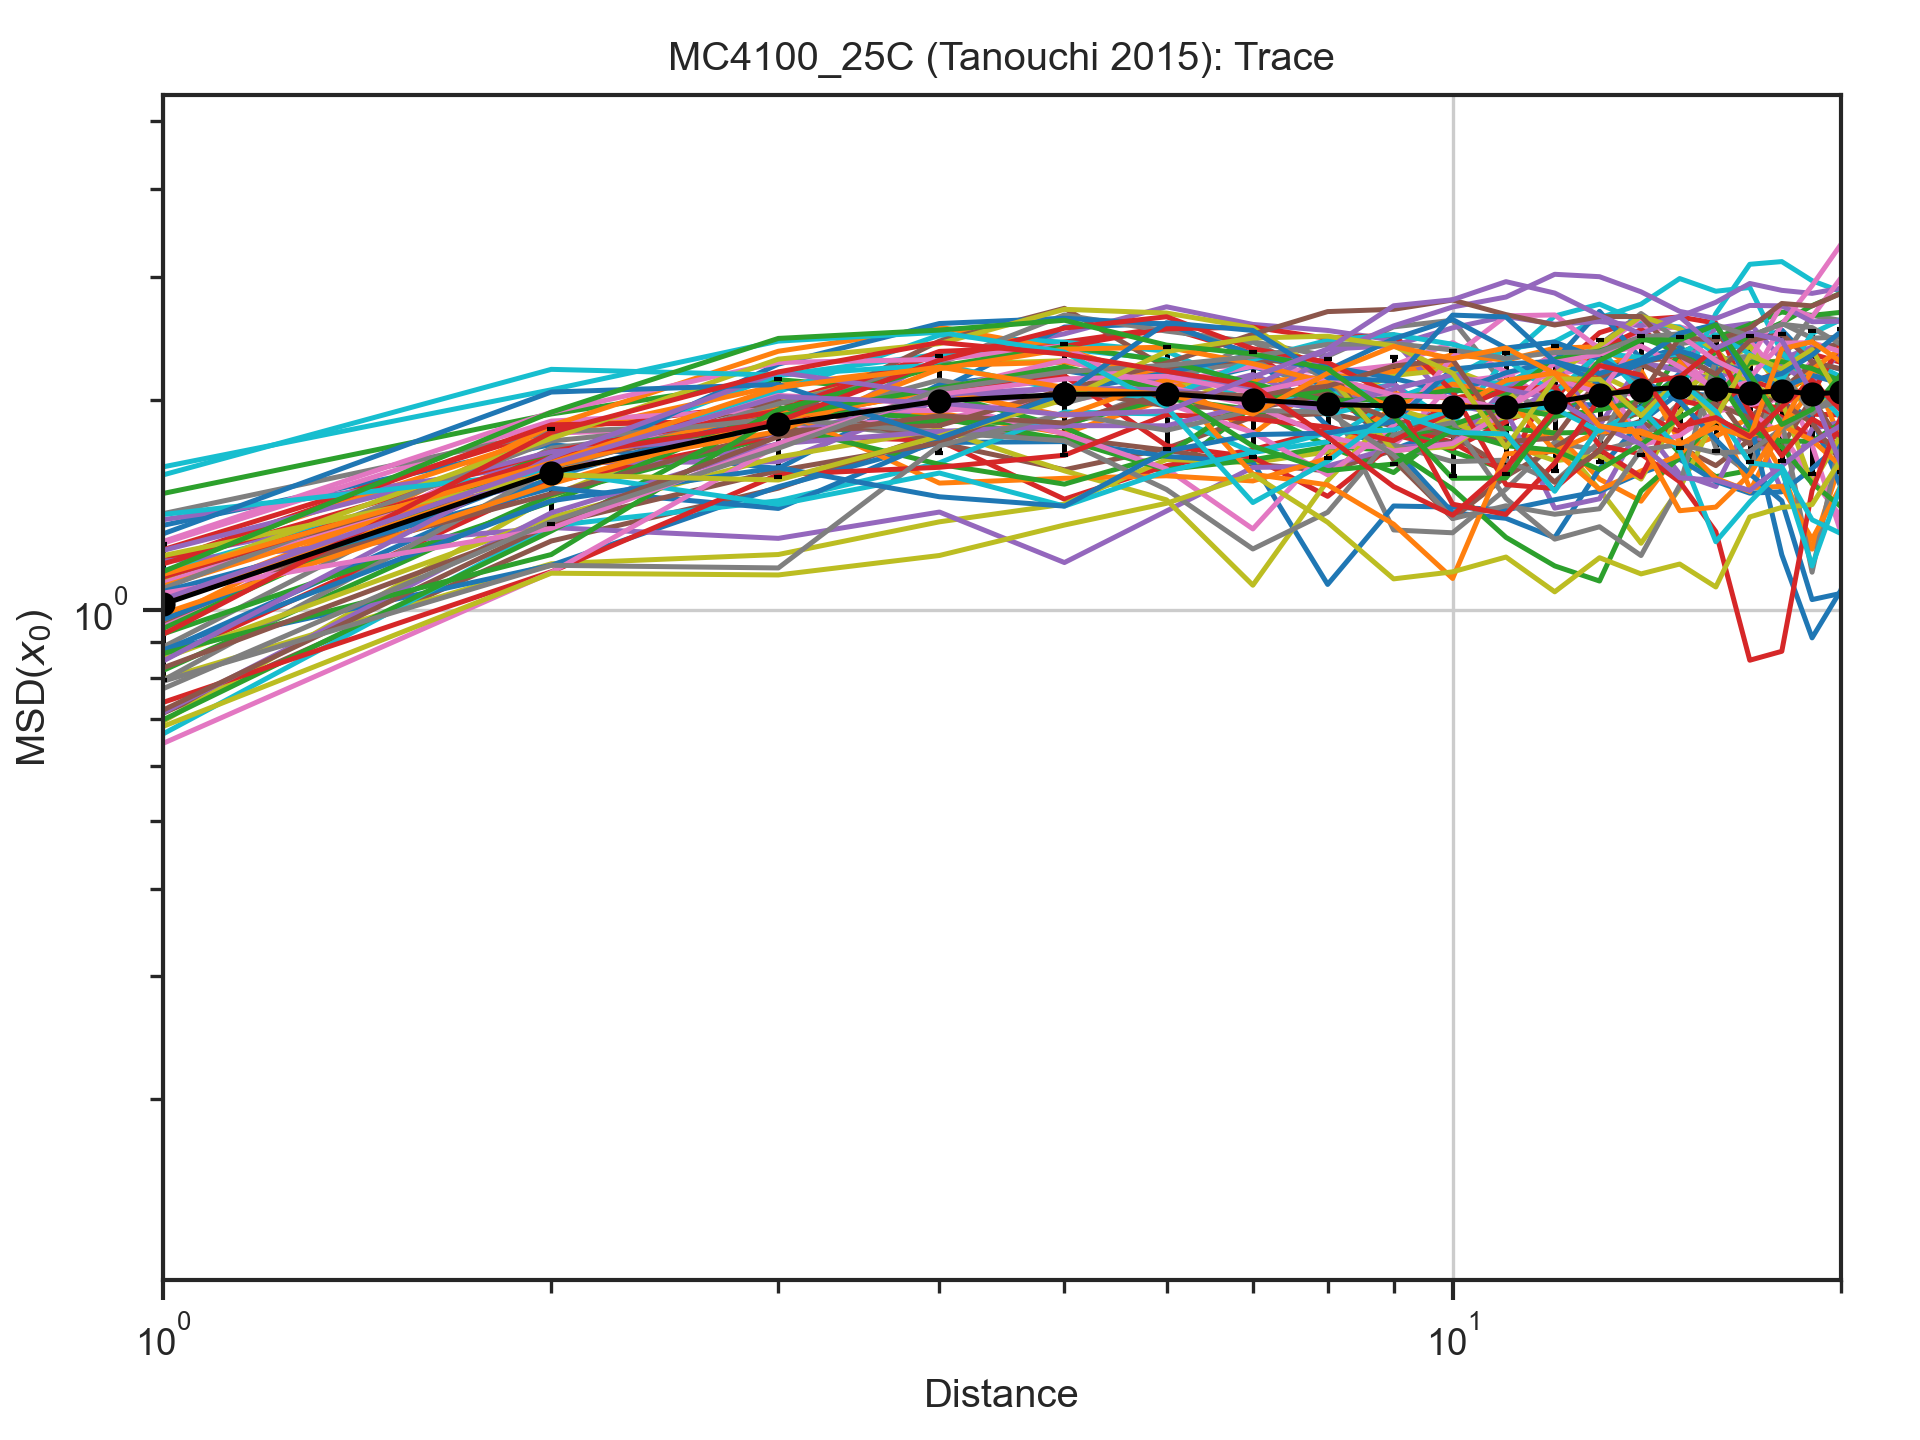 MC4100_25C (Tanouchi 2015): Trace
MSD(x₀)
10⁰
10⁰
10¹
Distance